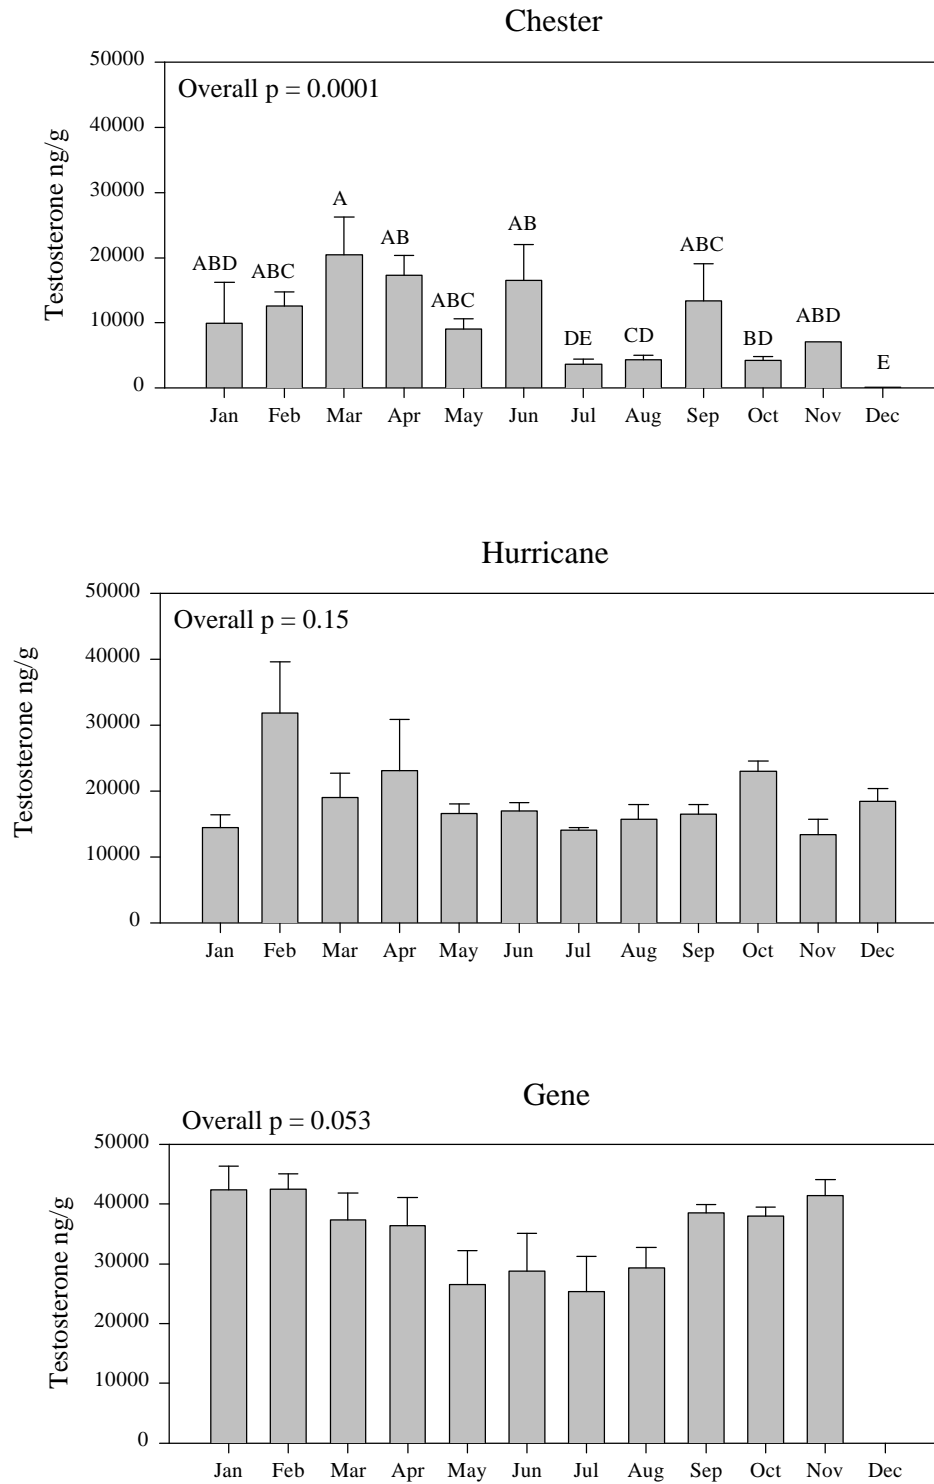 Chester
Overall p = 0.0001
Testosterone ng/g
50000
40000
30000
20000
10000
0
ABD
ABC
A
AB
ABC
AB
DE
CD
ABC
BD
ABD
E
Jan Feb Mar Apr May Jun Jul Aug Sep Oct Nov Dec
Hurricane
Overall p = 0.15
Testosterone ng/g
50000
40000
30000
20000
10000
0
Jan Feb Mar Apr May Jun Jul Aug Sep Oct Nov Dec
Gene
Overall p = 0.053
Testosterone ng/g
50000
40000
30000
20000
10000
0
Jan Feb Mar Apr May Jun Jul Aug Sep Oct Nov Dec